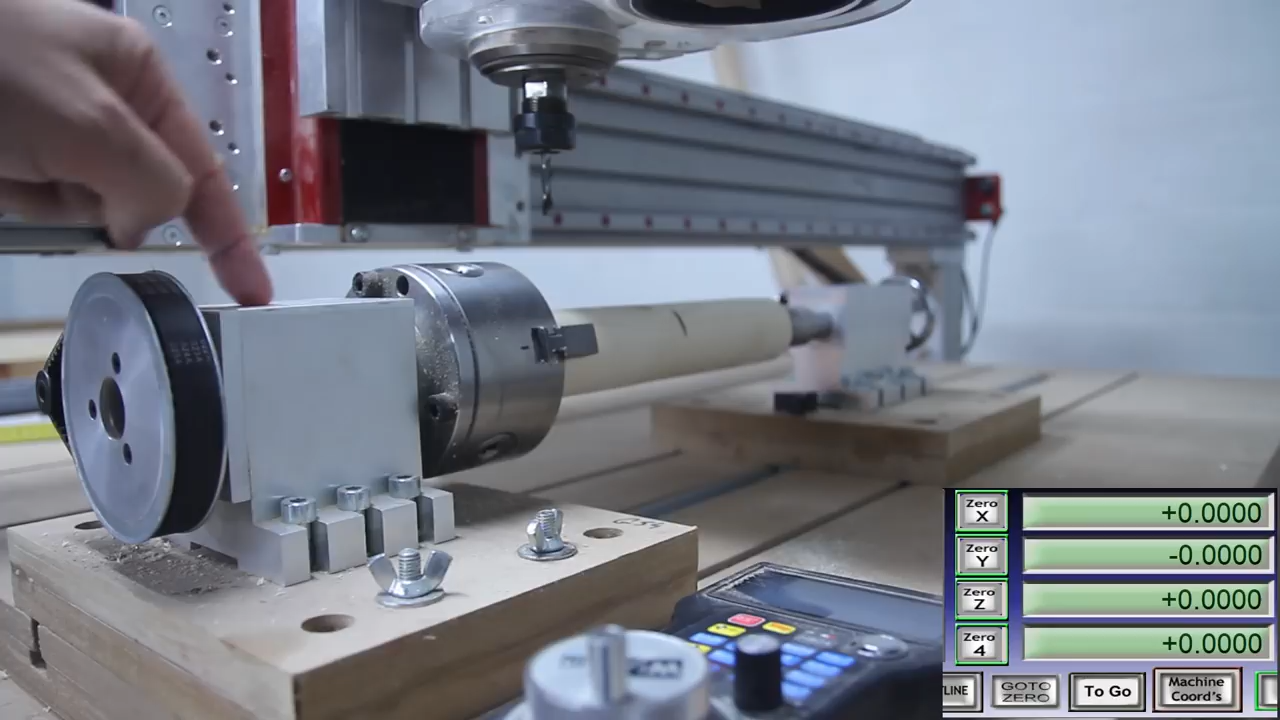 G54
Zero
X
+0.0000
Zero
Y
-0.0000
Zero
Z
+0.0000
Zero
4
+0.0000
LINE
GOTO
ZERO
To Go
Machine
Coord's